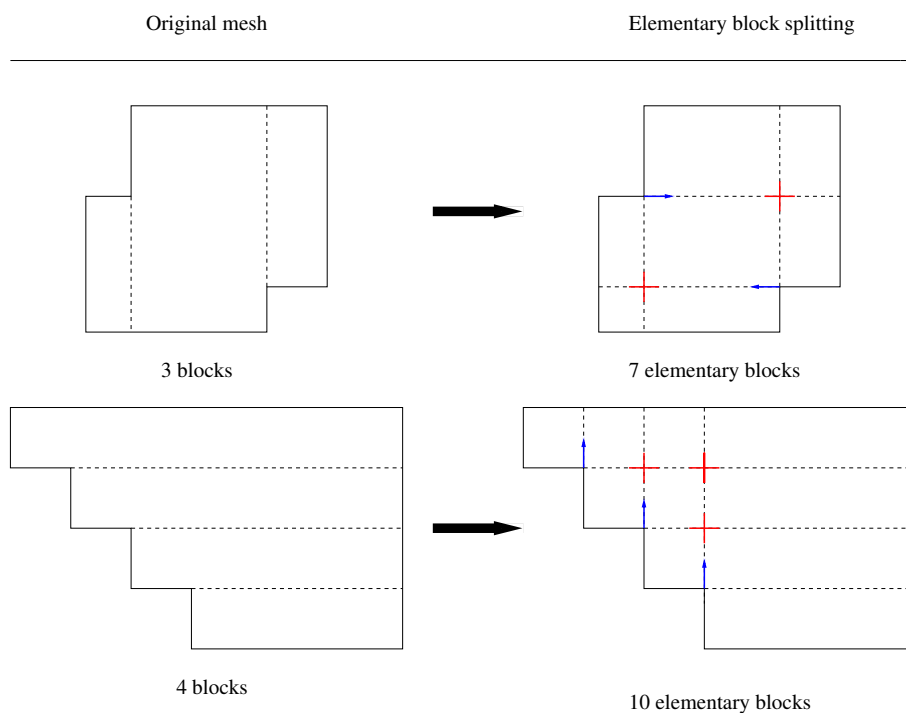 Original mesh
Elementary block splitting
3 blocks
7 elementary blocks
4 blocks
10 elementary blocks